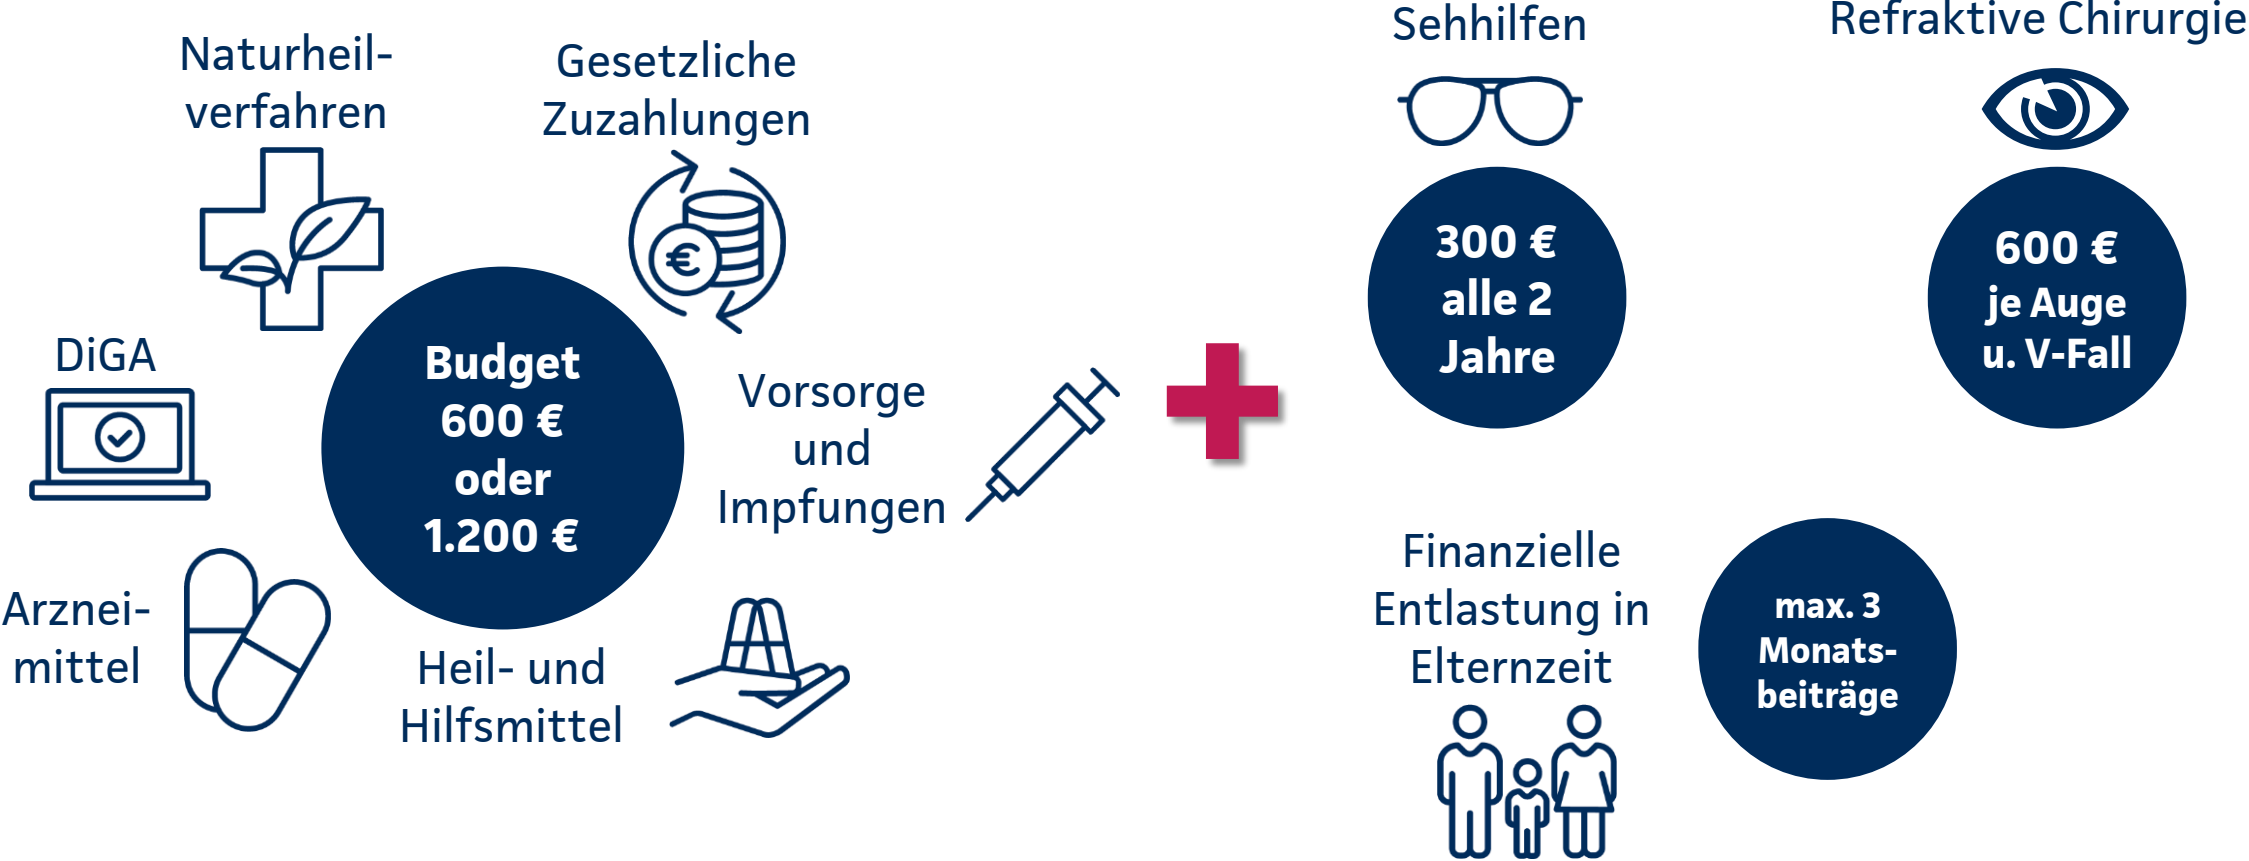 Naturheil-
verfahren
Gesetzliche
Zuzahlungen
€
DiGA
Budget
600 €
oder
1.200 €
Vorsorge
und
Impfungen
Arznei-
mittel
Heil- und
Hilfsmittel
Sehhilfen
300 €
alle 2
Jahre
Refraktive Chirurgie
600 €
je Auge
u. V-Fall
Finanzielle
Entlastung in
Elternzeit
max. 3
Monats-
beiträge